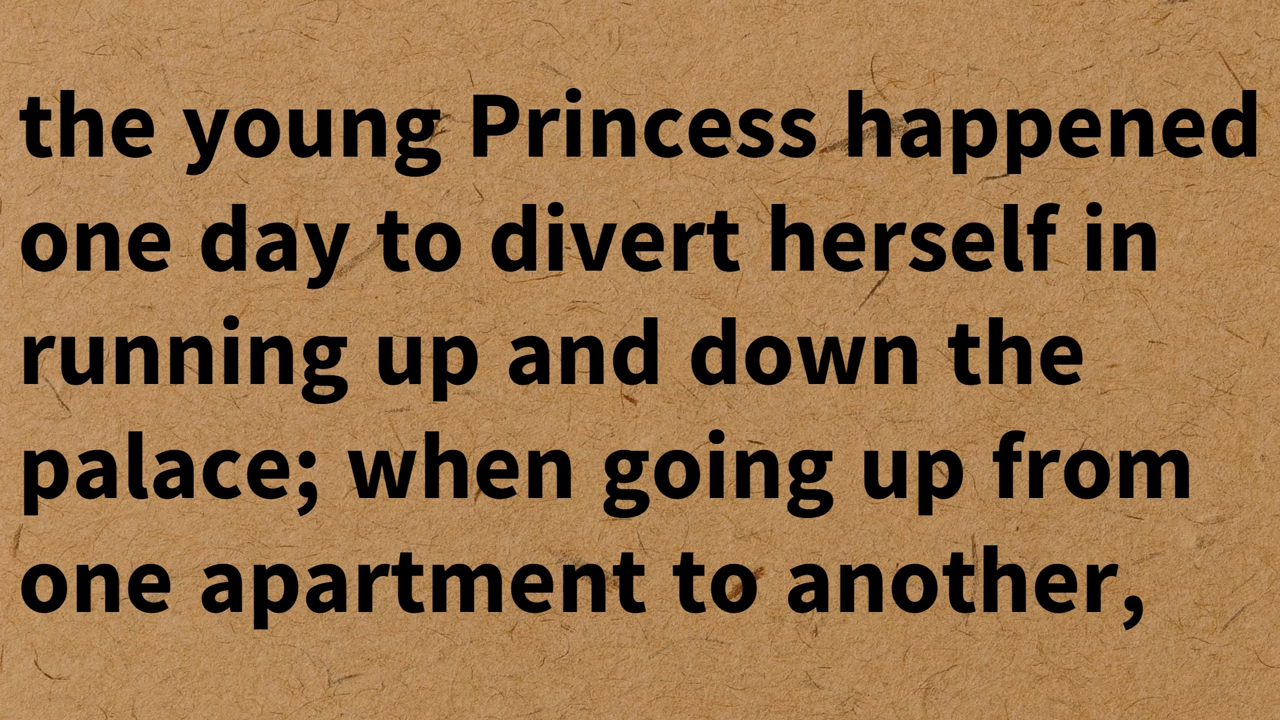 the young Princess happened
one day to divert herself in
running up and down the
palace; when going up from
one apartment to another,